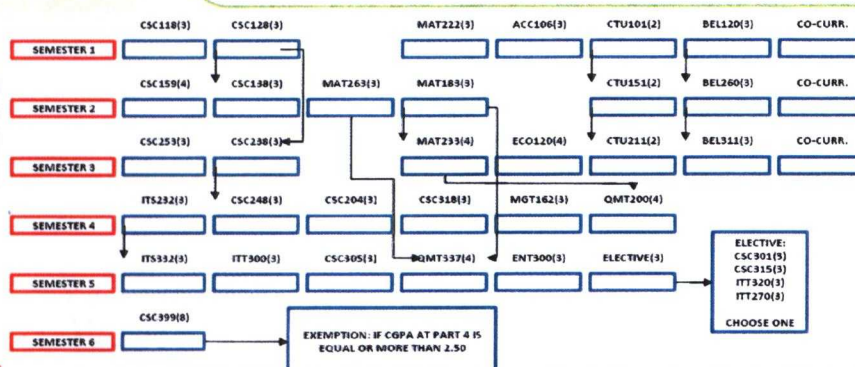 CSC118(3) CSC128(3) MAT222(3) ACC106(3) CTU101(2) BEL120(3) CO-CURR.
SEMESTER 1
CSC159(4) CSC138(3) MAT263(3) MAT183(3) CTU151(2) BEL260(3) CO-CURR.
SEMESTER 2
CSC253(3) CSC238(3) MAT233(4) ECO120(4) CTU211(2) BEL311(3) CO-CURR.
SEMESTER 3
ITS232(3) CSC248(3) CSC204(3) CSC318(3) MGT162(3) QMT200(4)
SEMESTER 4
ITS332(3) ITT300(3) CSC305(3) QMT337(4) ENT300(3) ELECTIVE(3)
SEMESTER 5
ELECTIVE:
CSC301(3)
CSC315(3)
ITT320(3)
ITT270(3)
CHOOSE ONE
CSC399(8)
SEMESTER 6
EXEMPTION: IF CGPA AT PART 4 IS
EQUAL OR MORE THAN 2.50